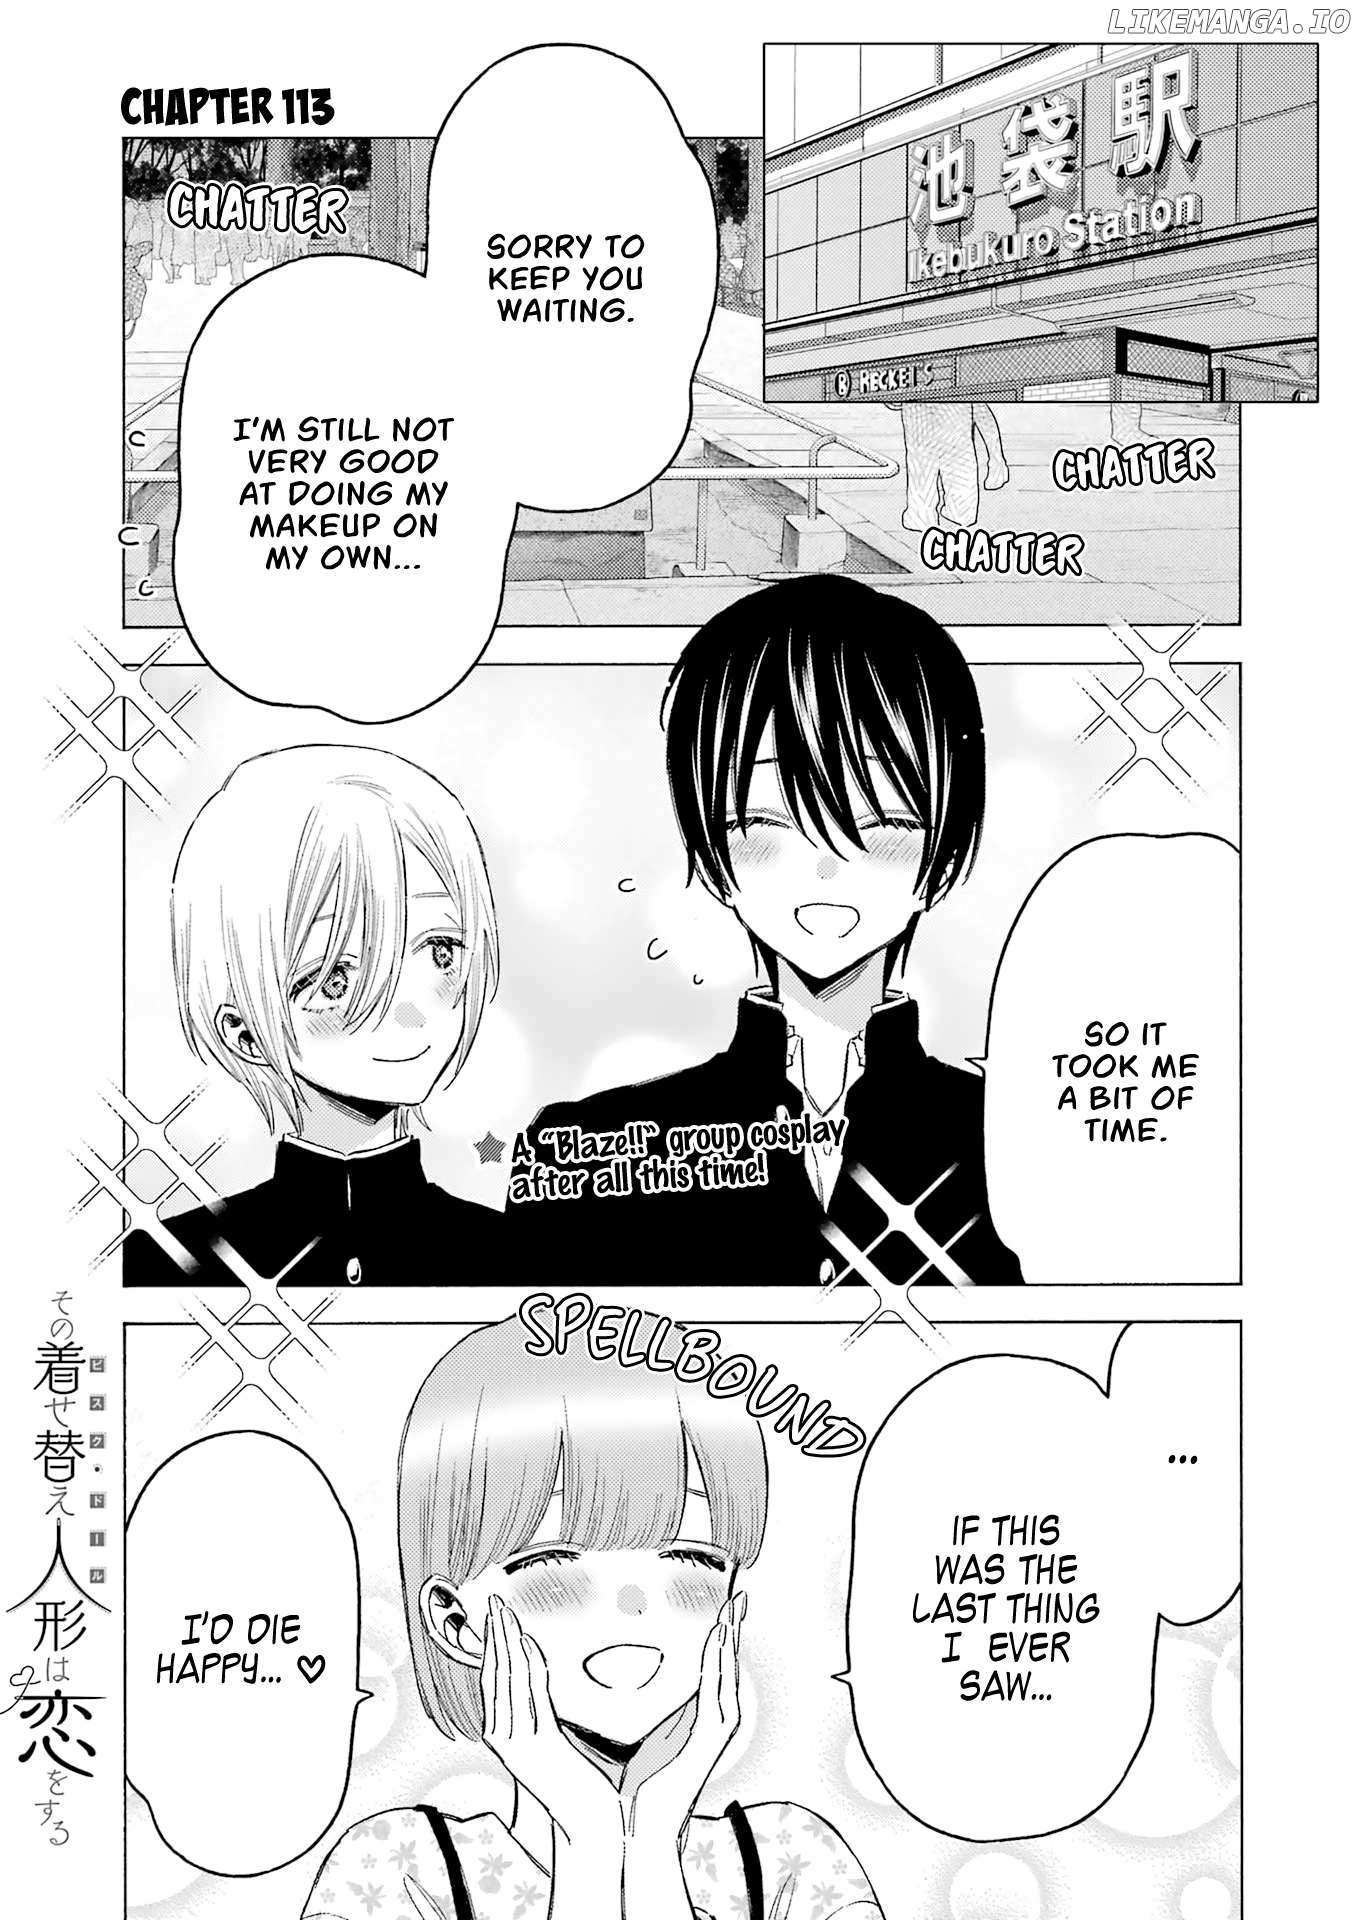 LIKEMANGA.IO
CHAPTER 113
池袋駅
Ikebukuro Station
Ⓑ BECKEI'S
CHATTER
SORRY TO
KEEP YOU
WAITING.
I'M STILL NOT
VERY GOOD
AT DOING MY
MAKEUP ON
MY OWN...
CHATTER
CHATTER
SO IT
TOOK ME
A BIT OF
TIME.
★ A "Blaze!!" group cosplay
after all this time!
SPELLBOUND
...
IF THIS
WAS THE
LAST THING
I EVER
SAW...
I'D DIE
HAPPY... ♡
その着せ替え人形は恋をする
ビスク・ドール